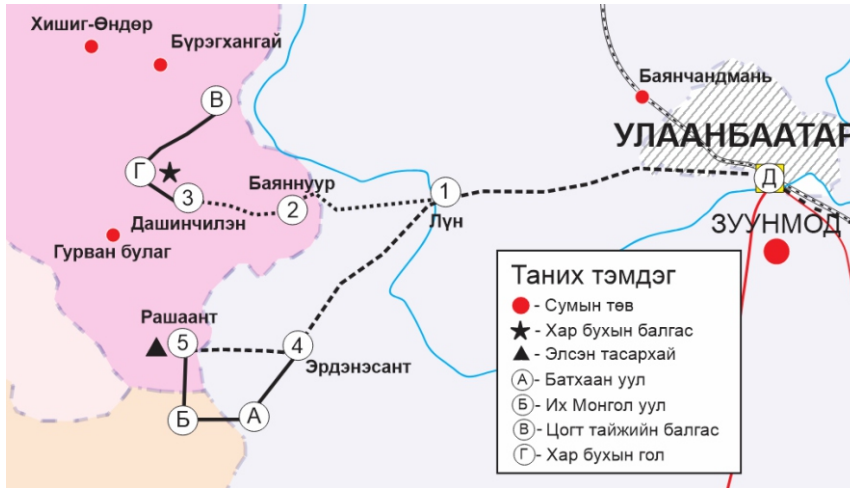 Хишиг-Өндөр
Бүрэгхангай
В
Баянчандмань
УЛААНБААТАР
Г
3
Баяннуур
2
1
Д
Дашинчилэн
Лүн
ЗУУНМОД
Гурван булаг
Таних тэмдэг
- Сумын төв
- Хар бухын балгас
- Элсэн тасархай
А - Батхаан уул
Б - Их Монгол уул
В - Цогт тайжийн балгас
Г - Хар бухын гол
Рашаант
5
4
Эрдэнэсант
Б
А